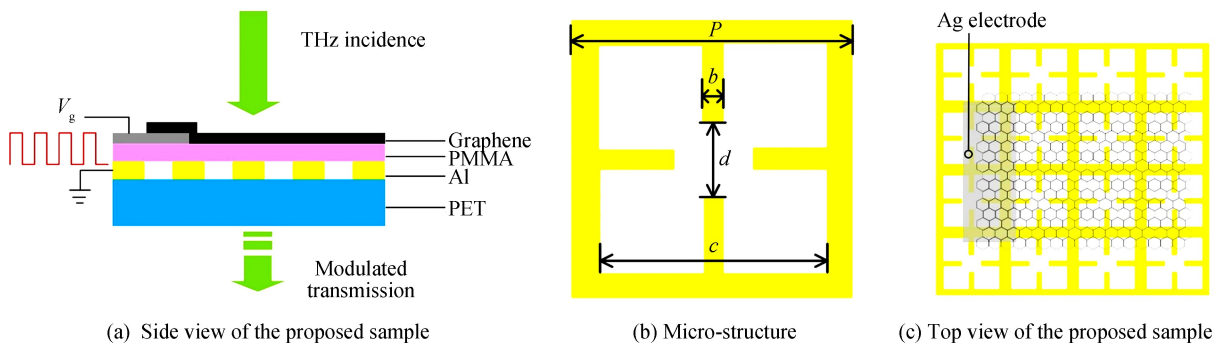 THz incidence
V_g
Graphene
PMMA
Al
PET
Modulated
transmission
(a) Side view of the proposed sample
P
b
d
c
(b) Micro-structure
Ag electrode
(c) Top view of the proposed sample